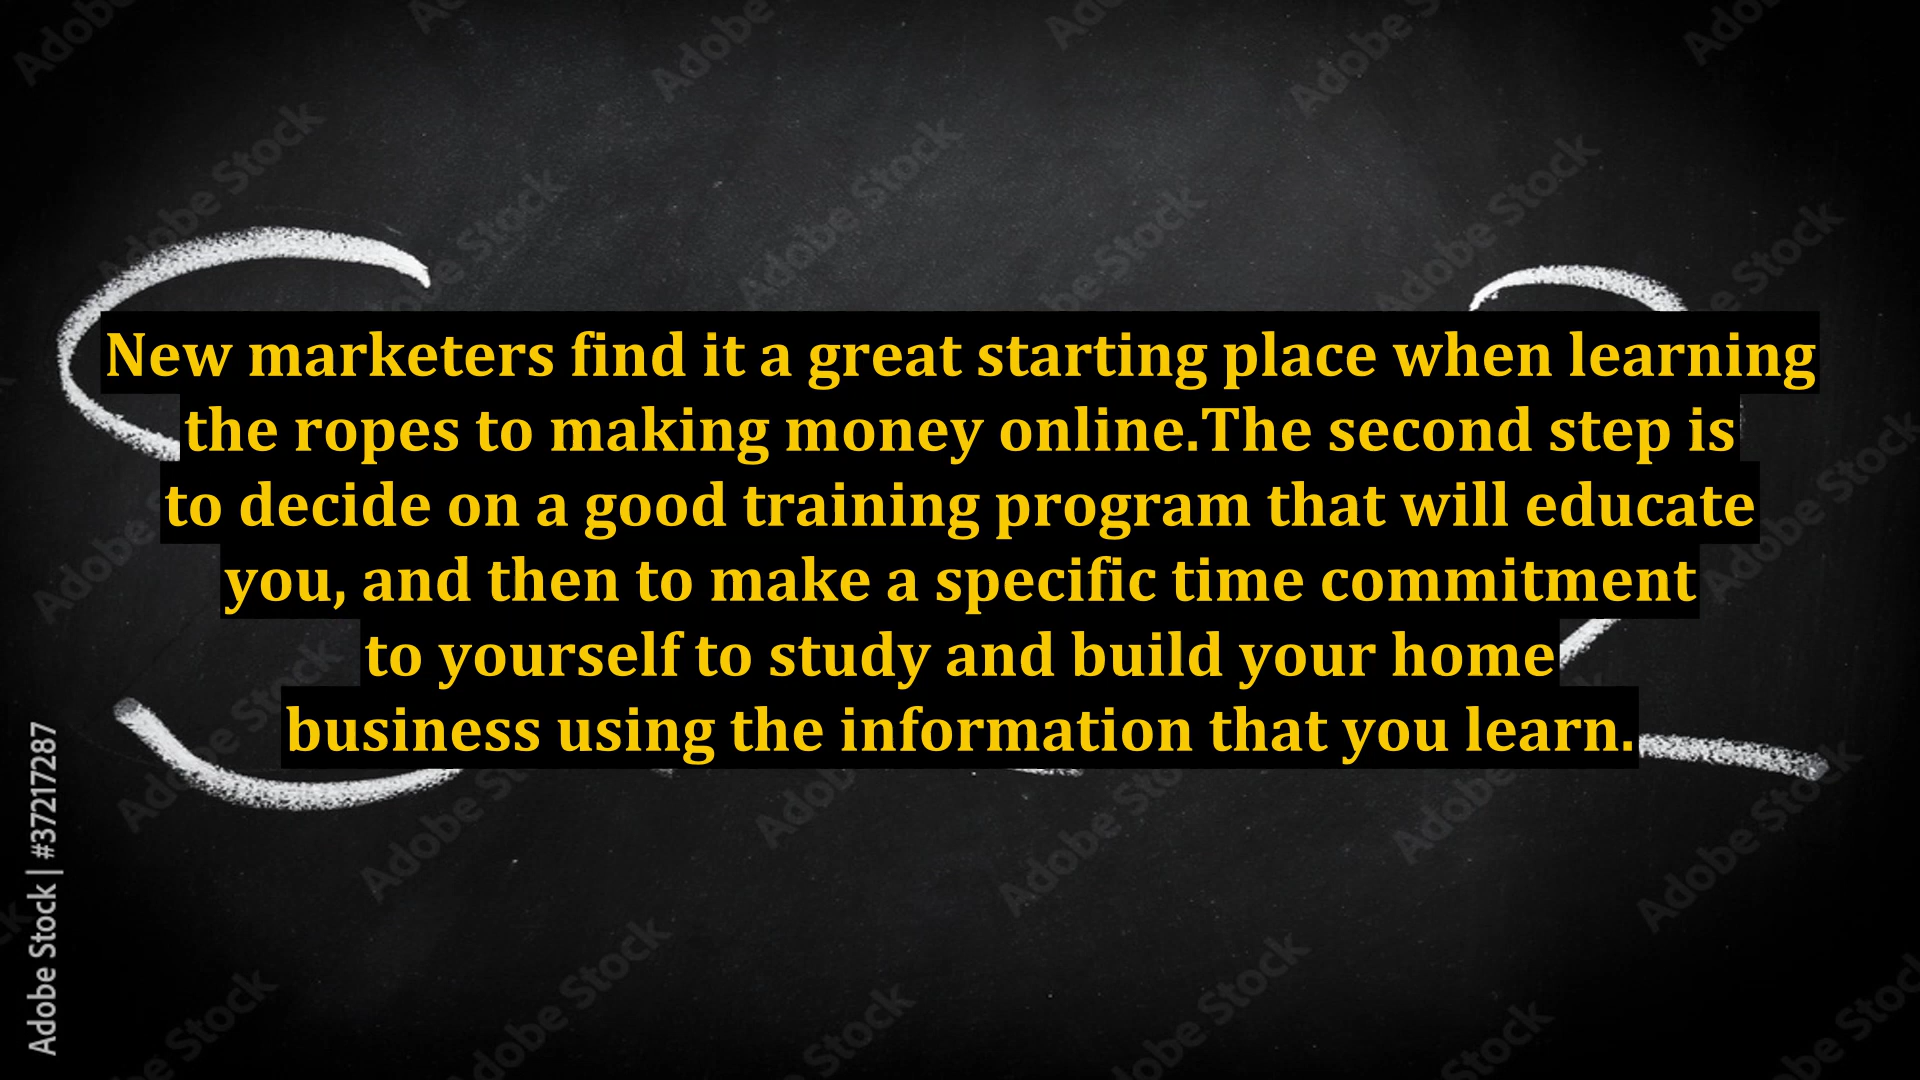 New marketers find it a great starting place when learning
the ropes to making money online.The second step is
to decide on a good training program that will educate
you, and then to make a specific time commitment
to yourself to study and build your home
business using the information that you learn.
Adobe Stock | #37217287
Adobe Stock